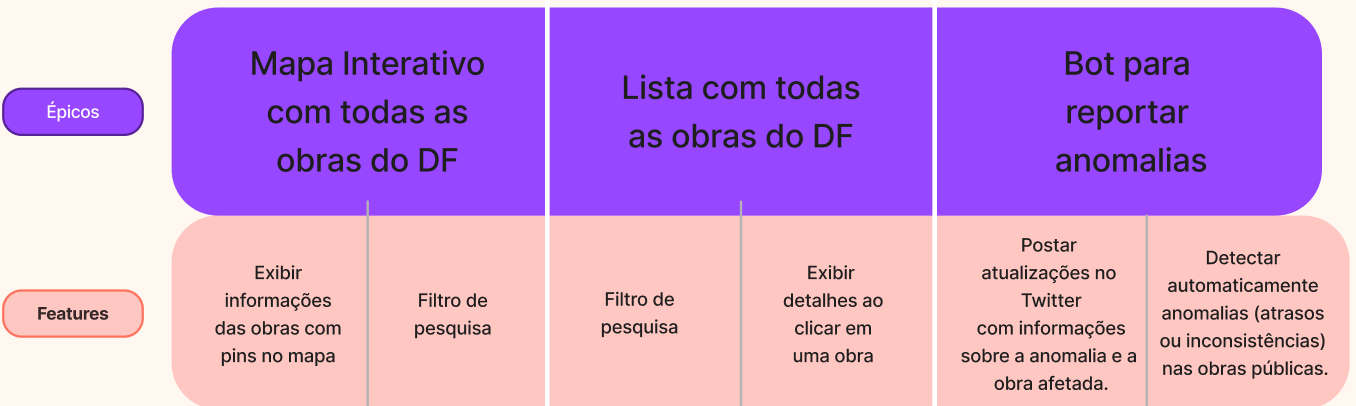 Épicos
Mapa Interativo
com todas as
obras do DF
Lista com todas
as obras do DF
Bot para
reportar
anomalias
Features
Exibir
informações
das obras com
pins no mapa
Filtro de
pesquisa
Filtro de
pesquisa
Exibir
detalhes ao
clicar em
uma obra
Postar
atualizações no
Twitter
com informações
sobre a anomalia e a
obra afetada.
Detectar
automaticamente
anomalias (atrasos
ou inconsistências)
nas obras públicas.